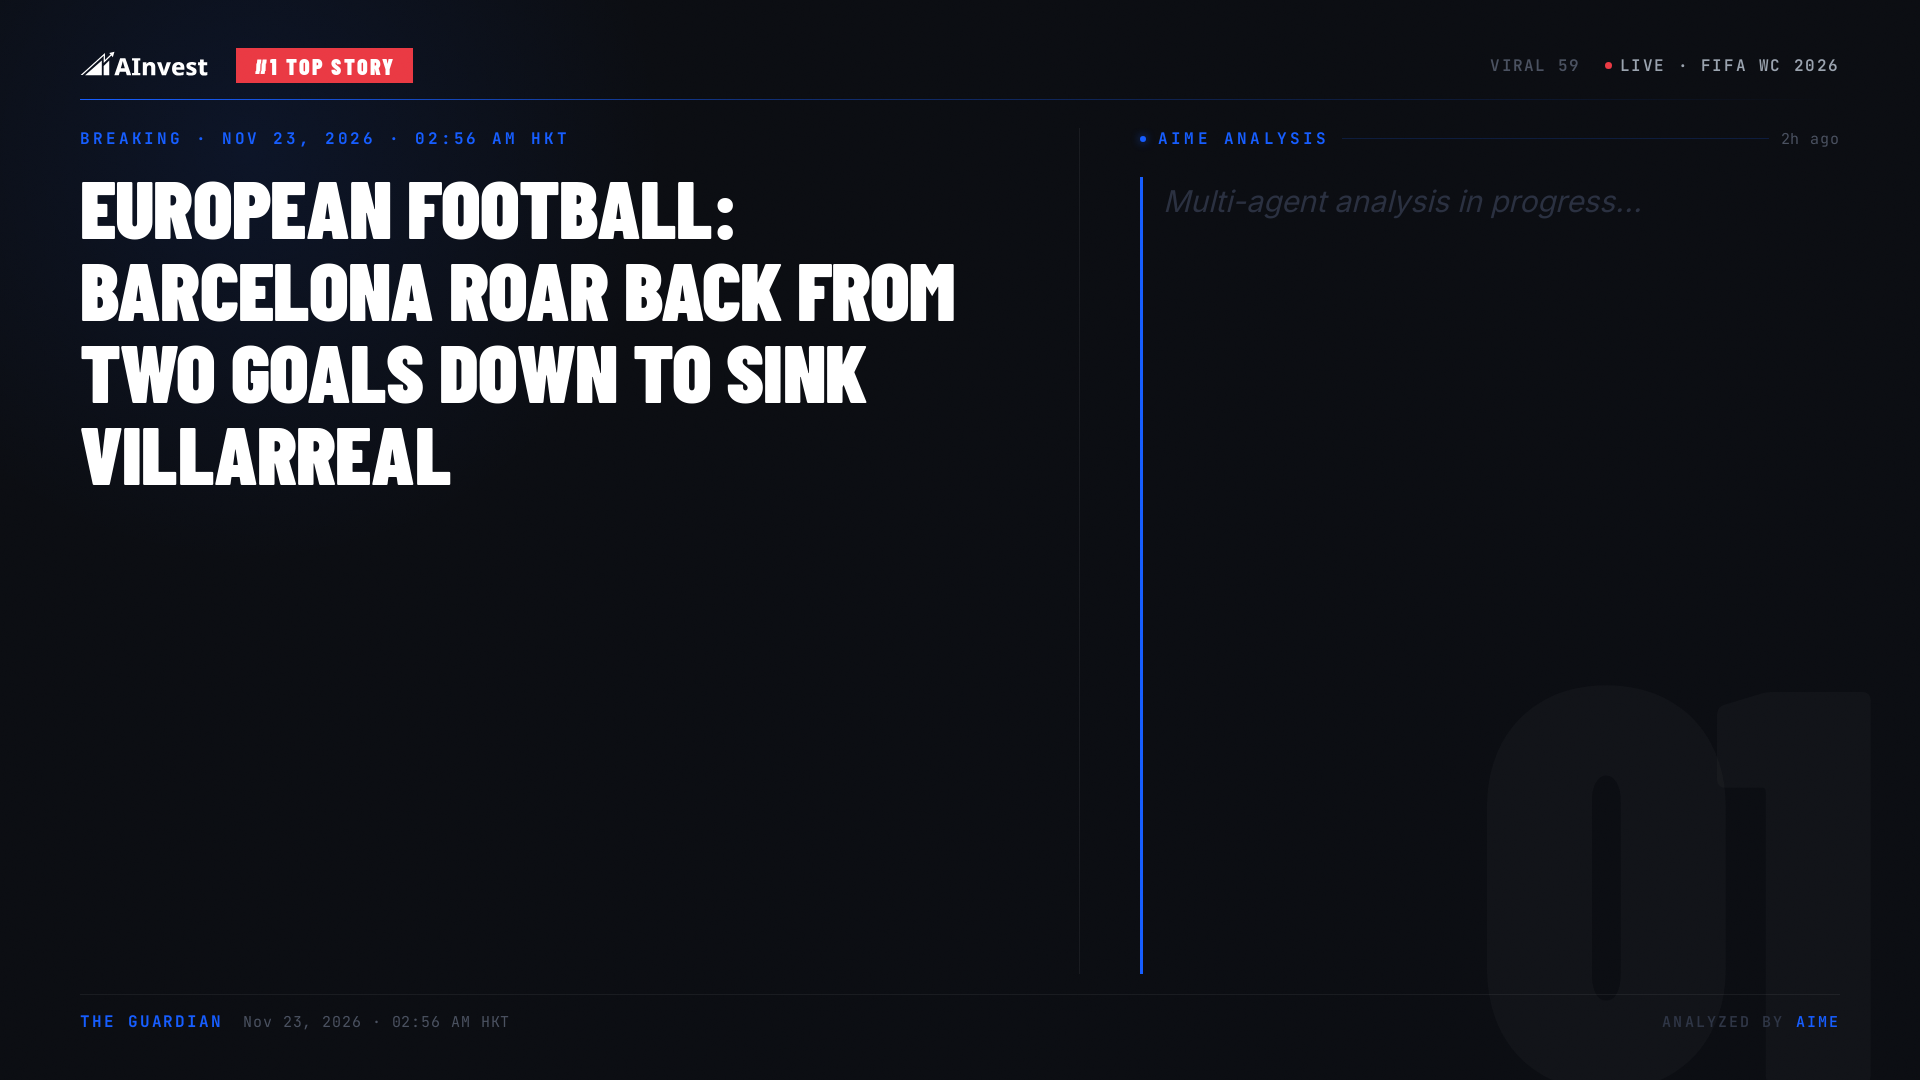 AInvest
#1 TOP STORY
VIRAL 59
LIVE · FIFA WC 2026
BREAKING · NOV 23, 2026 · 02:56 AM HKT
EUROPEAN FOOTBALL:
BARCELONA ROAR BACK FROM
TWO GOALS DOWN TO SINK
VILLARREAL
AIME ANALYSIS
2h ago
Multi-agent analysis in progress...
01
THE GUARDIAN
Nov 23, 2026 · 02:56 AM HKT
ANALYZED BY AIME